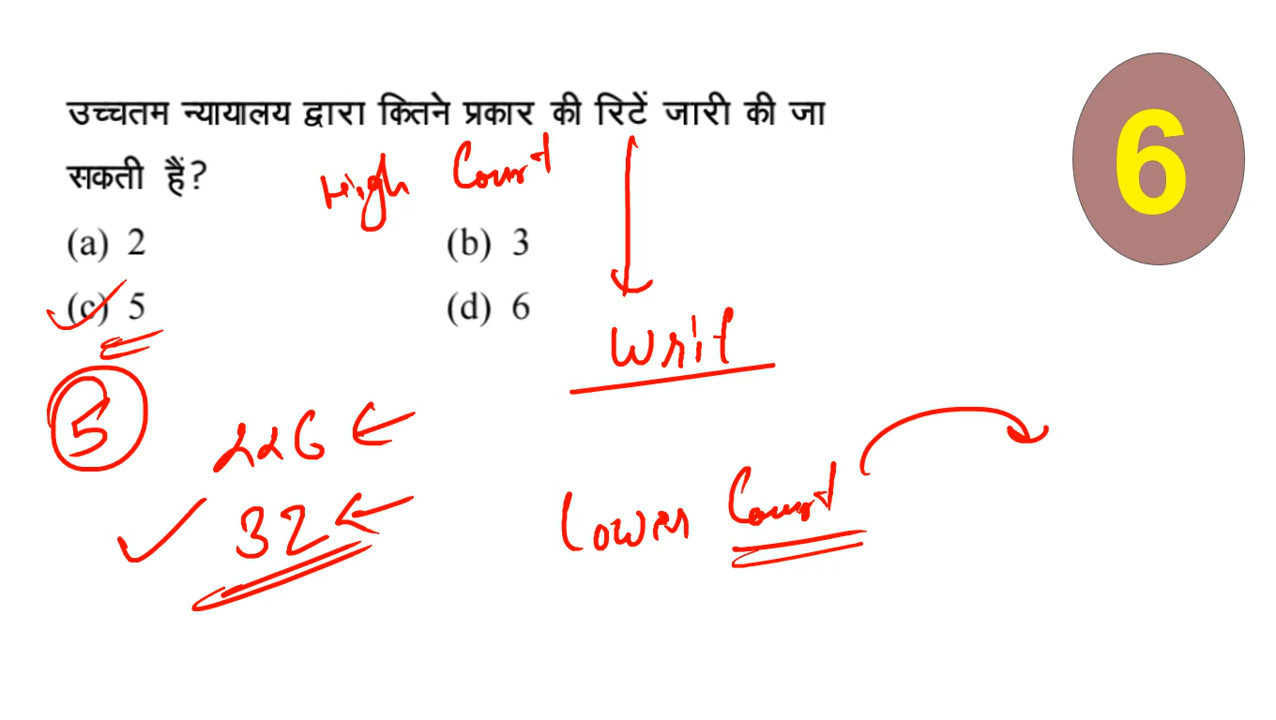 उच्चतम न्यायालय द्वारा कितने प्रकार की रिटें जारी की जा
सकती हैं?
High Court
(a) 2
(b) 3
(c) 5
(d) 6
Writ
5
226
32
Lower Court
6